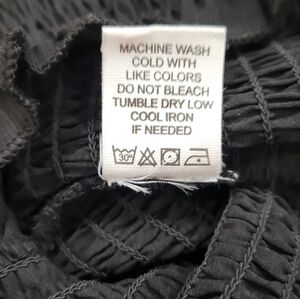 MACHINE WASH
COLD WITH
LIKE COLORS
DO NOT BLEACH
TUMBLE DRY LOW
COOL IRON
IF NEEDED
30°